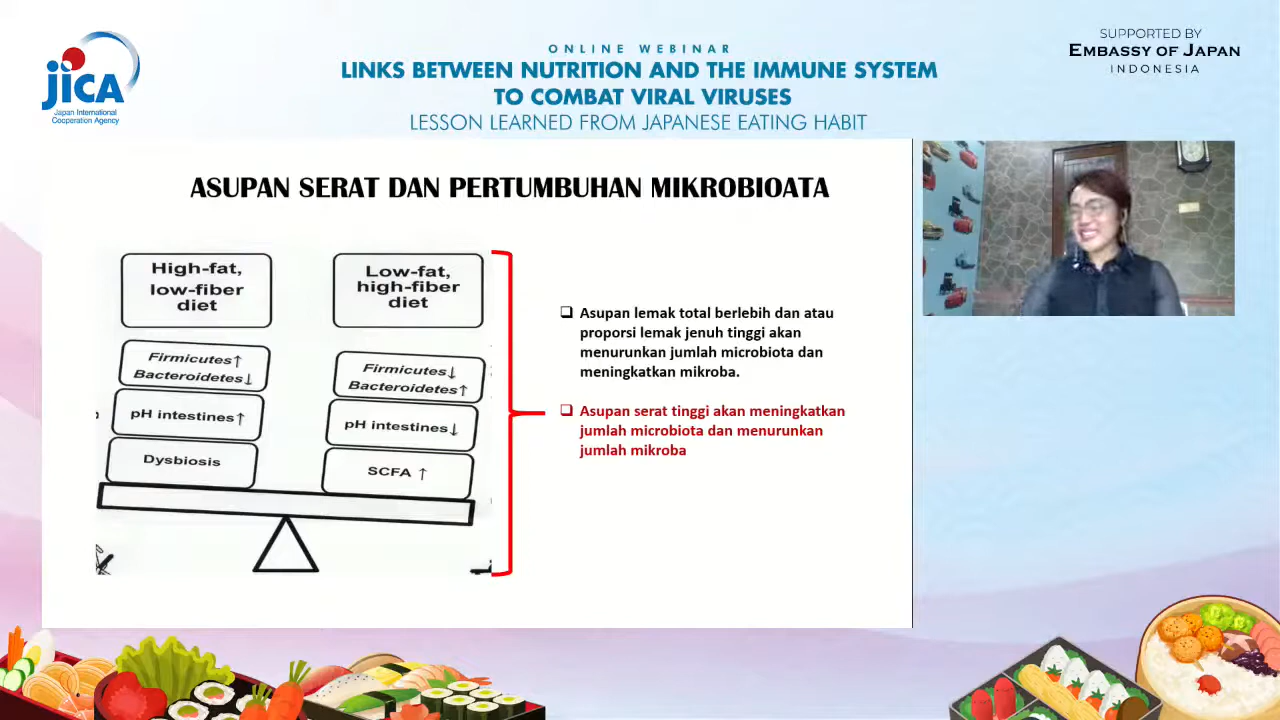 JICA
Japan International
Cooperation Agency
ONLINE WEBINAR
LINKS BETWEEN NUTRITION AND THE IMMUNE SYSTEM
TO COMBAT VIRAL VIRUSES
LESSON LEARNED FROM JAPANESE EATING HABIT
SUPPORTED BY
EMBASSY OF JAPAN
INDONESIA
ASUPAN SERAT DAN PERTUMBUHAN MIKROBIOATA
High-fat,
low-fiber
diet
Firmicutes↑
Bacteroidetes↓
pH intestines↑
Dysbiosis
Low-fat,
high-fiber
diet
Firmicutes↓
Bacteroidetes↑
pH intestines↓
SCFA ↑
❑ Asupan lemak total berlebih dan atau
proporsi lemak jenuh tinggi akan
menurunkan jumlah microbiota dan
meningkatkan mikroba.
❑ Asupan serat tinggi akan meningkatkan
jumlah microbiota dan menurunkan
jumlah mikroba